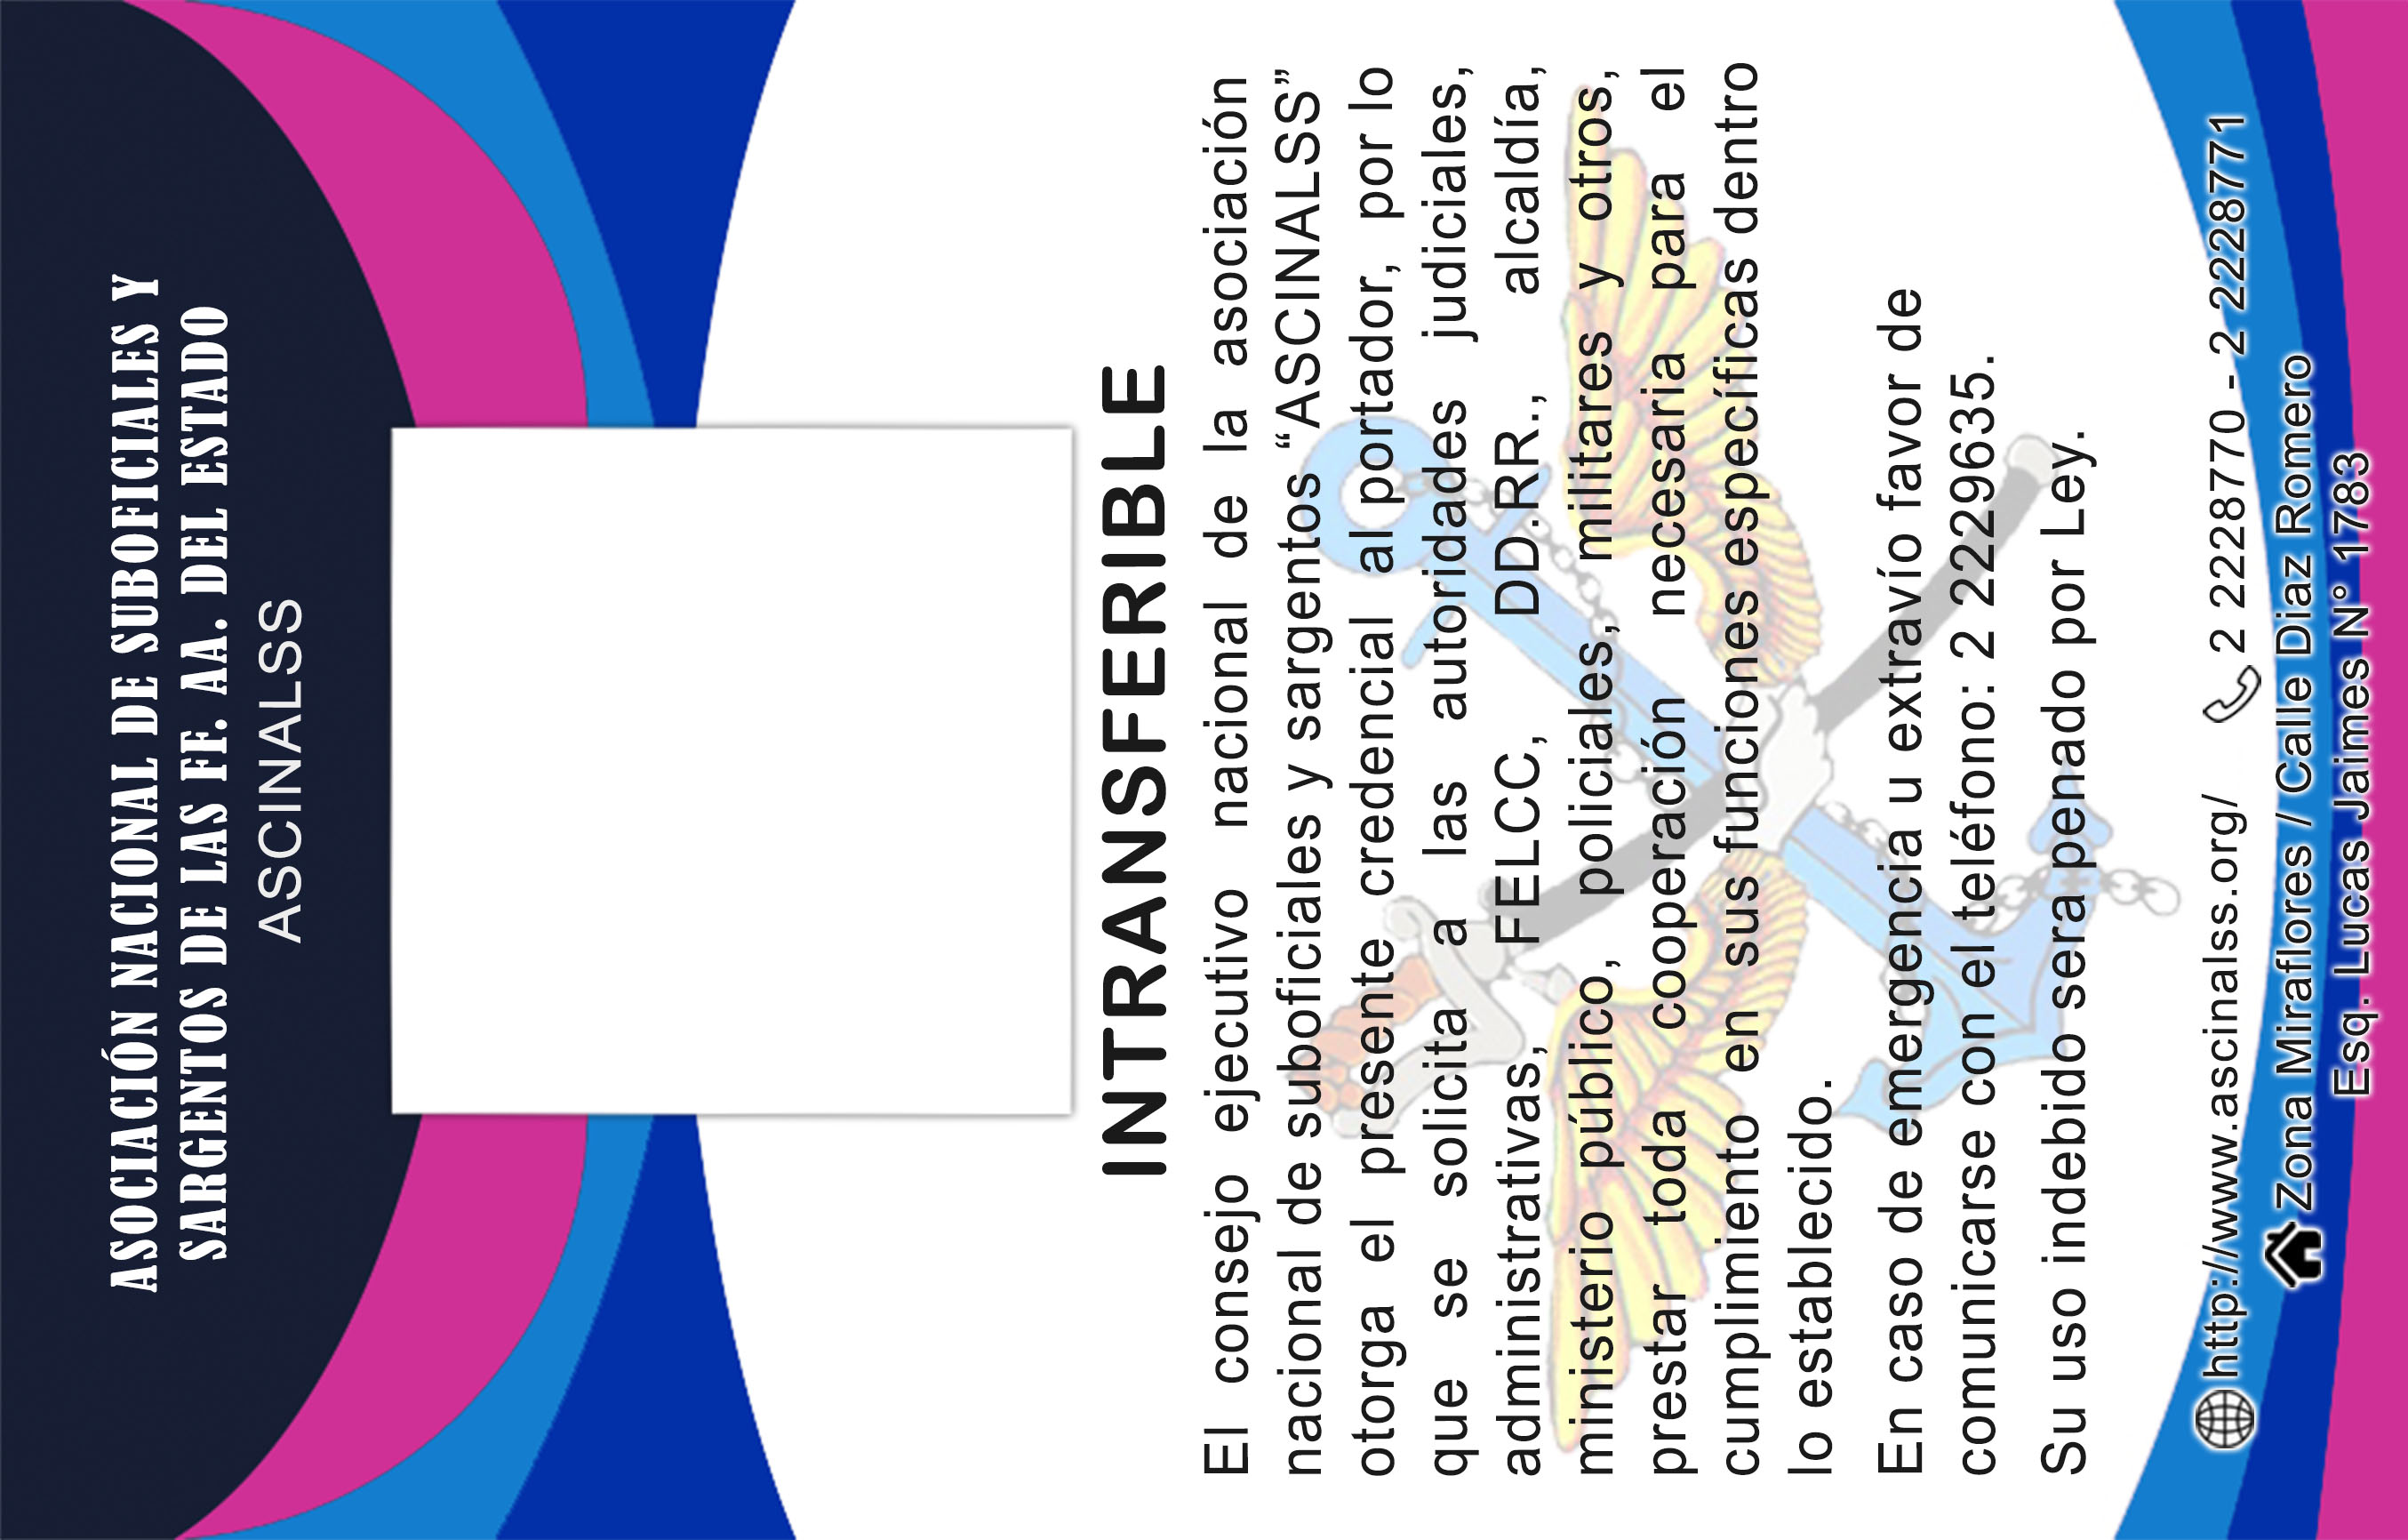 ASOCIACIÓN NACIONAL DE SUBOFICIALES Y
SARGENTOS DE LAS FF. AA. DEL ESTADO
ASCINALSS
INTRANSFERIBLE
El consejo ejecutivo nacional de la asociación
nacional de suboficiales y sargentos “ASCINALSS”
otorga el presente credencial al portador, por lo
que se solicita a las autoridades judiciales,
administrativas, FELCC, DD.RR., alcaldía,
ministerio público, policiales, militares y otros,
prestar toda cooperación necesaria para el
cumplimiento en sus funciones específicas dentro
lo establecido.
En caso de emergencia u extravío favor de
comunicarse con el teléfono: 2 2229635.
Su uso indebido sera penado por Ley.
http://www.ascinalss.org/ 2 2228770 - 2 2228771
Zona Miraflores / Calle Diaz Romero
Esq. Lucas Jaimes N° 1783